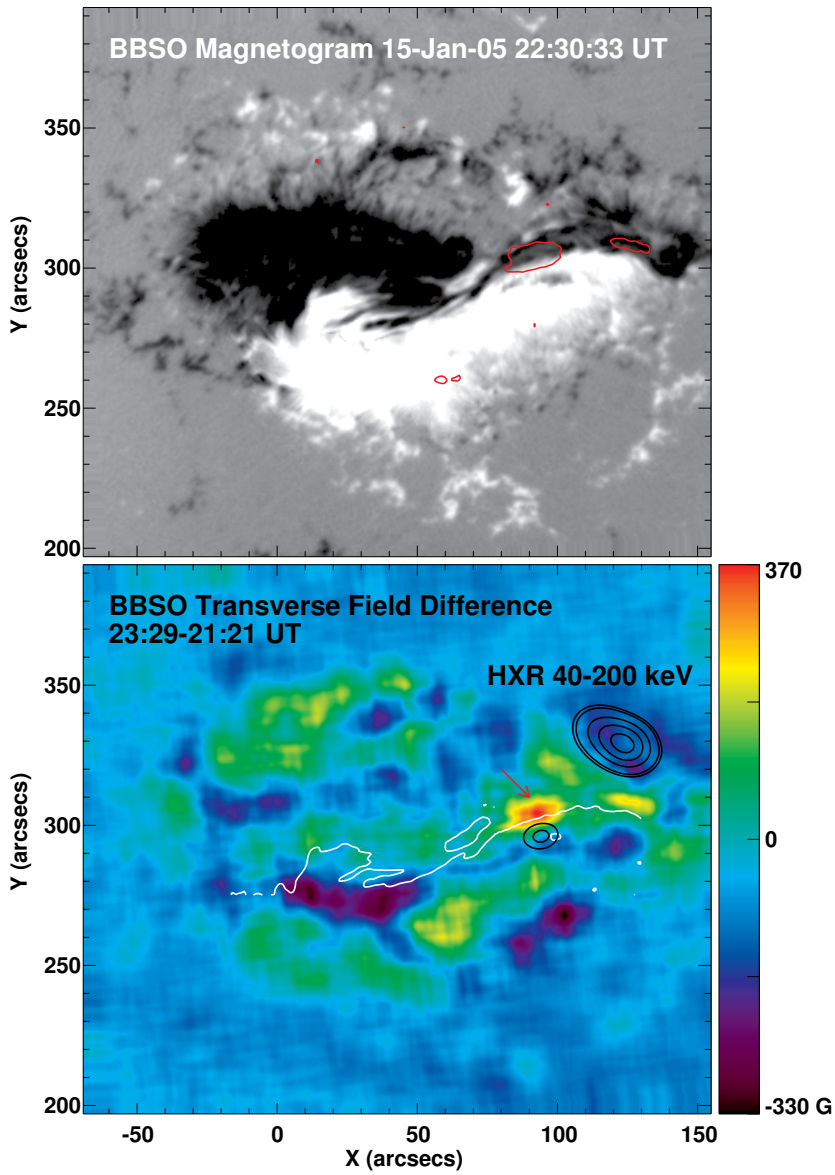 BBSO Magnetogram 15-Jan-05 22:30:33 UT
350
300
250
200
Y (arcsecs)
BBSO Transverse Field Difference
23:29-21:21 UT
HXR 40-200 keV
370
0
-330 G
350
300
250
200
Y (arcsecs)
-50 0 50 100 150
X (arcsecs)